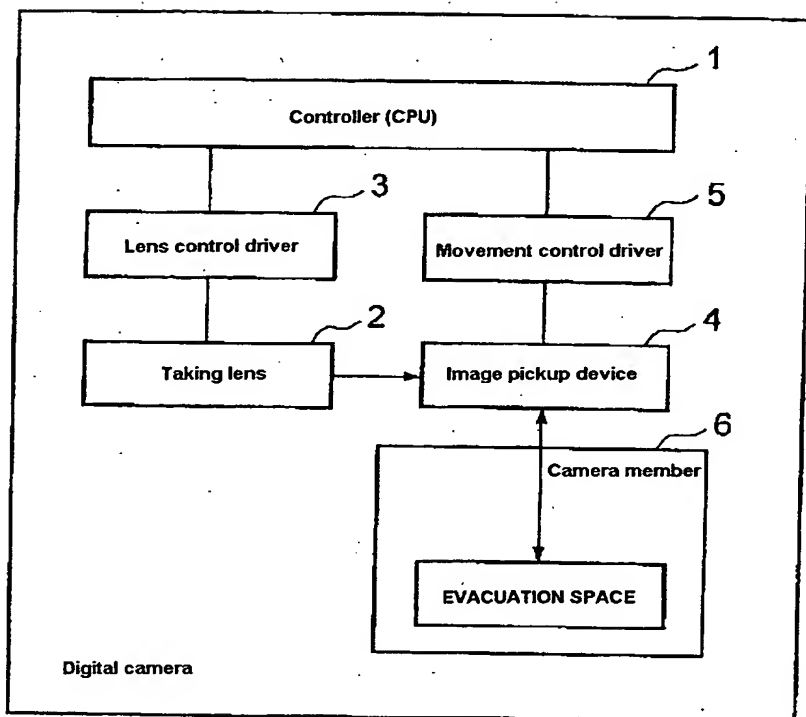 1
Controller (CPU)
3
5
Lens control driver
Movement control driver
2
4
Taking lens
Image pickup device
6
Camera member
EVACUATION SPACE
Digital camera